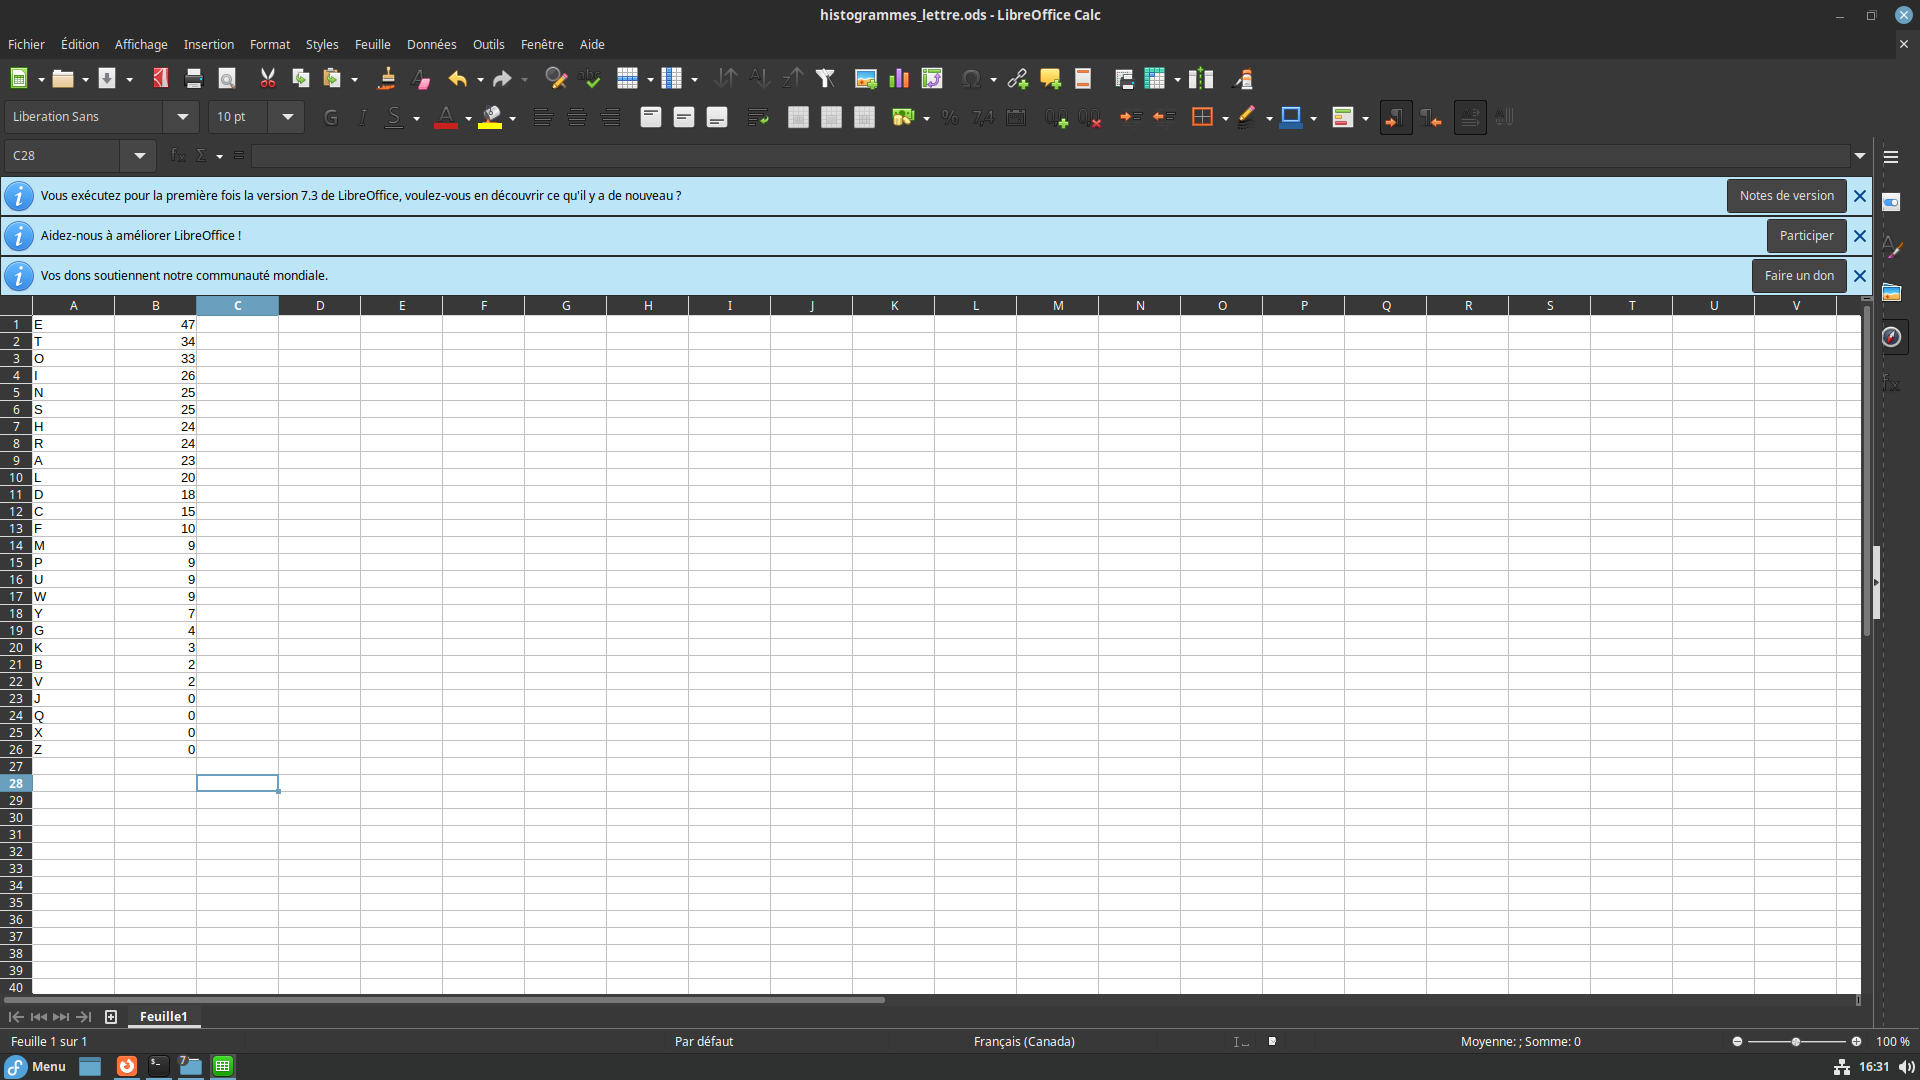 histogrammes_lettre.ods - LibreOffice Calc
Fichier Édition Affichage Insertion Format Styles Feuille Données Outils Fenêtre Aide
Liberation Sans 10 pt
C28
Vous exécutez pour la première fois la version 7.3 de LibreOffice, voulez-vous en découvrir ce qu'il y a de nouveau ? Notes de version
Aidez-nous à améliorer LibreOffice ! Participer
Vos dons soutiennent notre communauté mondiale. Faire un don
A B C D E F G H I J K L M N O P Q R S T U V
1 E 47
2 T 34
3 O 33
4 I 26
5 N 25
6 S 25
7 H 24
8 R 24
9 A 23
10 L 20
11 D 18
12 C 15
13 F 10
14 M 9
15 P 9
16 U 9
17 W 9
18 Y 7
19 G 4
20 K 3
21 B 2
22 V 2
23 J 0
24 Q 0
25 X 0
26 Z 0
27
28
29
30
31
32
33
34
35
36
37
38
39
40
Feuille1
Feuille 1 sur 1 Par défaut Français (Canada) Moyenne: ; Somme: 0 100 %
Menu 7 16:31